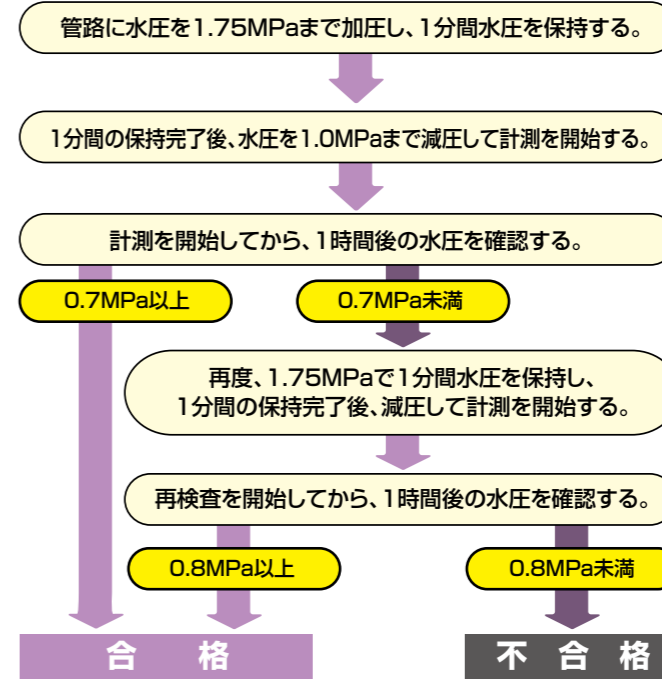 管路に水圧を1.75MPaまで加圧し、1分間水圧を保持する。
1分間の保持完了後、水圧を1.0MPaまで減圧して計測を開始する。
計測を開始してから、1時間後の水圧を確認する。
0.7MPa以上
0.7MPa未満
再度、1.75MPaで1分間水圧を保持し、
1分間の保持完了後、減圧して計測を開始する。
再検査を開始してから、1時間後の水圧を確認する。
0.8MPa以上
0.8MPa未満
合 格
不 合 格